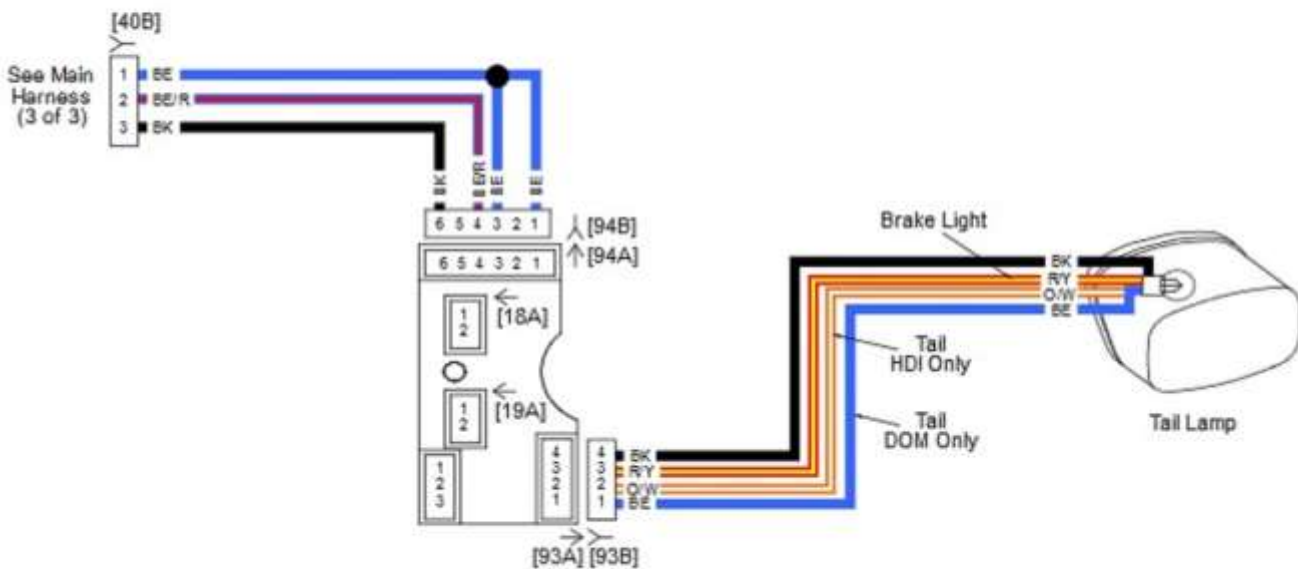 [40B]
See Main
Harness
(3 of 3)
1 BE
2 BE/R
3 BK
BK
BE/R
BE
BE
6 5 4 3 2 1
[94B]
[94A]
6 5 4 3 2 1
1
2
[18A]
1
2
[19A]
1
2
3
4
3
2
1
4
3
2
1
BK
R/Y
O/W
BE
[93A] [93B]
Brake Light
BK
R/Y
O/W
BE
Tail
HDI Only
Tail
DOM Only
Tail Lamp